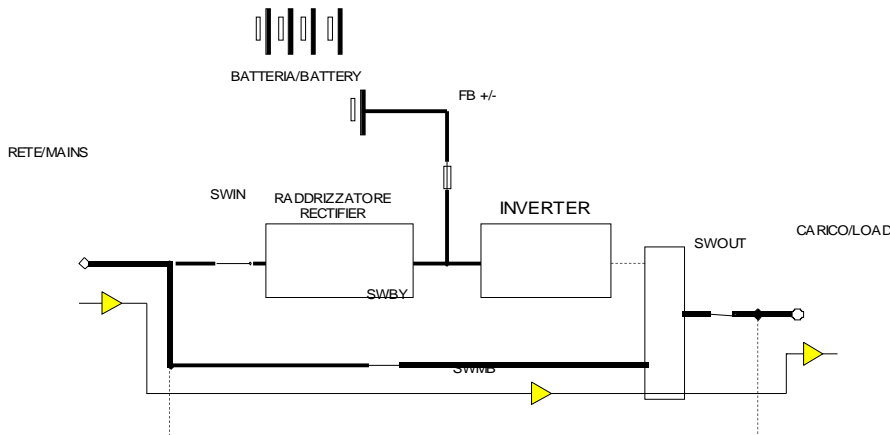 BATTERIA/BATTERY
FB +/-
RETE/MAINS
SWIN
RADDRIZZATORE
RECTIFIER
INVERTER
CARICO/LOAD
SWOUT
SWBY
SWMB